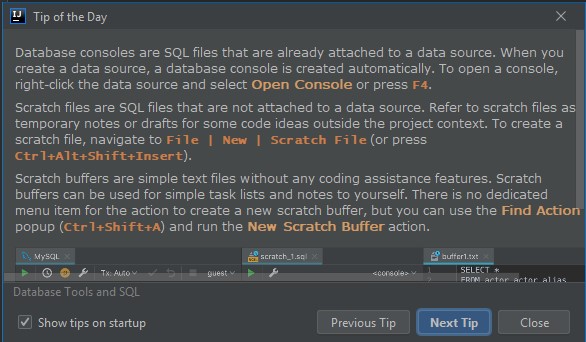 IJ Tip of the Day
Database consoles are SQL files that are already attached to a data source. When you
create a data source, a database console is created automatically. To open a console,
right-click the data source and select Open Console or press F4.
Scratch files are SQL files that are not attached to a data source. Refer to scratch files as
temporary notes or drafts for some code ideas outside the project context. To create a
scratch file, navigate to File | New | Scratch File (or press
Ctrl+Alt+Shift+Insert).
Scratch buffers are simple text files without any coding assistance features. Scratch
buffers can be used for simple task lists and notes to yourself. There is no dedicated
menu item for the action to create a new scratch buffer, but you can use the Find Action
popup (Ctrl+Shift+A) and run the New Scratch Buffer action.
MySQL scratch_1.sql buffer1.txt
Tx: Auto guest <console> 1 SELECT *
FROM actor actor_alias
Database Tools and SQL
Show tips on startup Previous Tip Next Tip Close